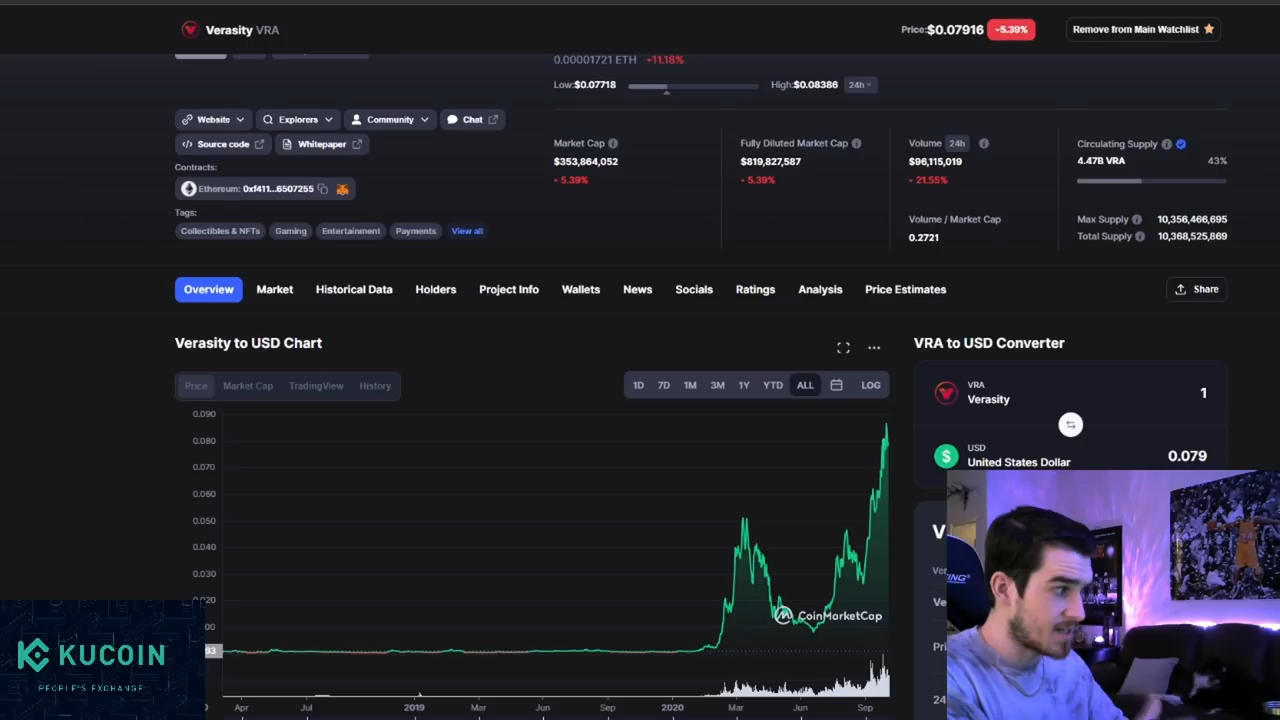 Verasity VRA
Price:$0.07916 -5.39%
Remove from Main Watchlist
0.00001721 ETH -11.18%
Low:$0.07718
High:$0.08386 24h
Website
Explorers
Community
Chat
Source code
Whitepaper
Contracts:
Ethereum: 0xf411...6507255
Tags:
Collectibles & NFTs
Gaming
Entertainment
Payments
View all
Market Cap
$353,864,052
5.39%
Fully Diluted Market Cap
$819,827,587
5.39%
Volume 24h
$96,115,019
21.55%
Volume / Market Cap
0.2721
Circulating Supply
4.47B VRA 43%
Max Supply 10,356,466,695
Total Supply 10,368,525,869
Overview
Market
Historical Data
Holders
Project Info
Wallets
News
Socials
Ratings
Analysis
Price Estimates
Share
Verasity to USD Chart
Price
Market Cap
TradingView
History
1D
7D
1M
3M
1Y
YTD
ALL
LOG
0.090
0.080
0.070
0.060
0.050
0.040
0.030
CoinMarketCap
Apr
Jul
2019
Mar
Jun
Sep
2020
Mar
Jun
Sep
VRA to USD Converter
VRA
Verasity
1
USD
United States Dollar
0.079
KUCOIN
PEOPLE'S EXCHANGE